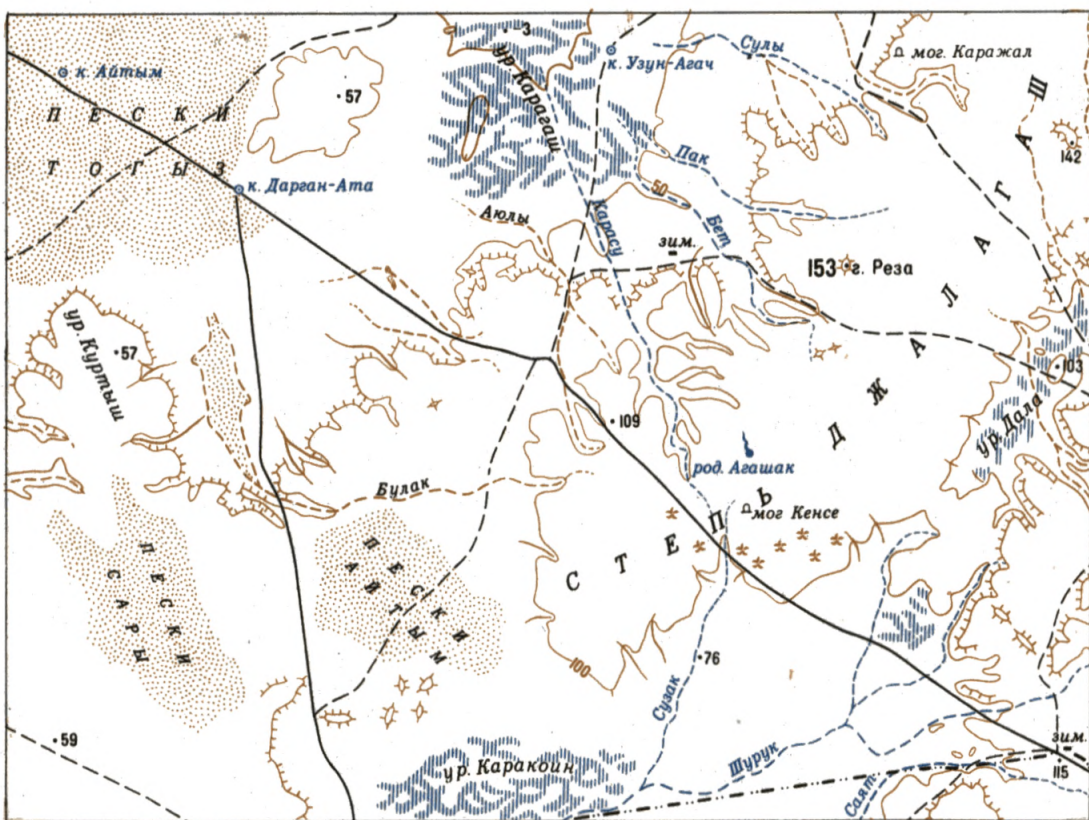 3
Сулы
мог. Каражал
к. Айтым
к. Узун-Агач
ур. Карагаш
57
ПЕСКИ
ТОГЫЗ
142
Пак
50
к. Дарган-Ата
Аюлы
Карасу
Бет
зим.
153 г. Реза
ур. Куртыш
57
103
109
ур. Дала
СТЕПЬ
ДЖАЛАГАШ
род. Агашак
Булак
мог Кенсе
ПЕСКИ
САРЫ
ПЕСКИ
АЙТЫМ
100
76
Сузак
59
зим.
Шурук
ур. Каракоин
115
Саят